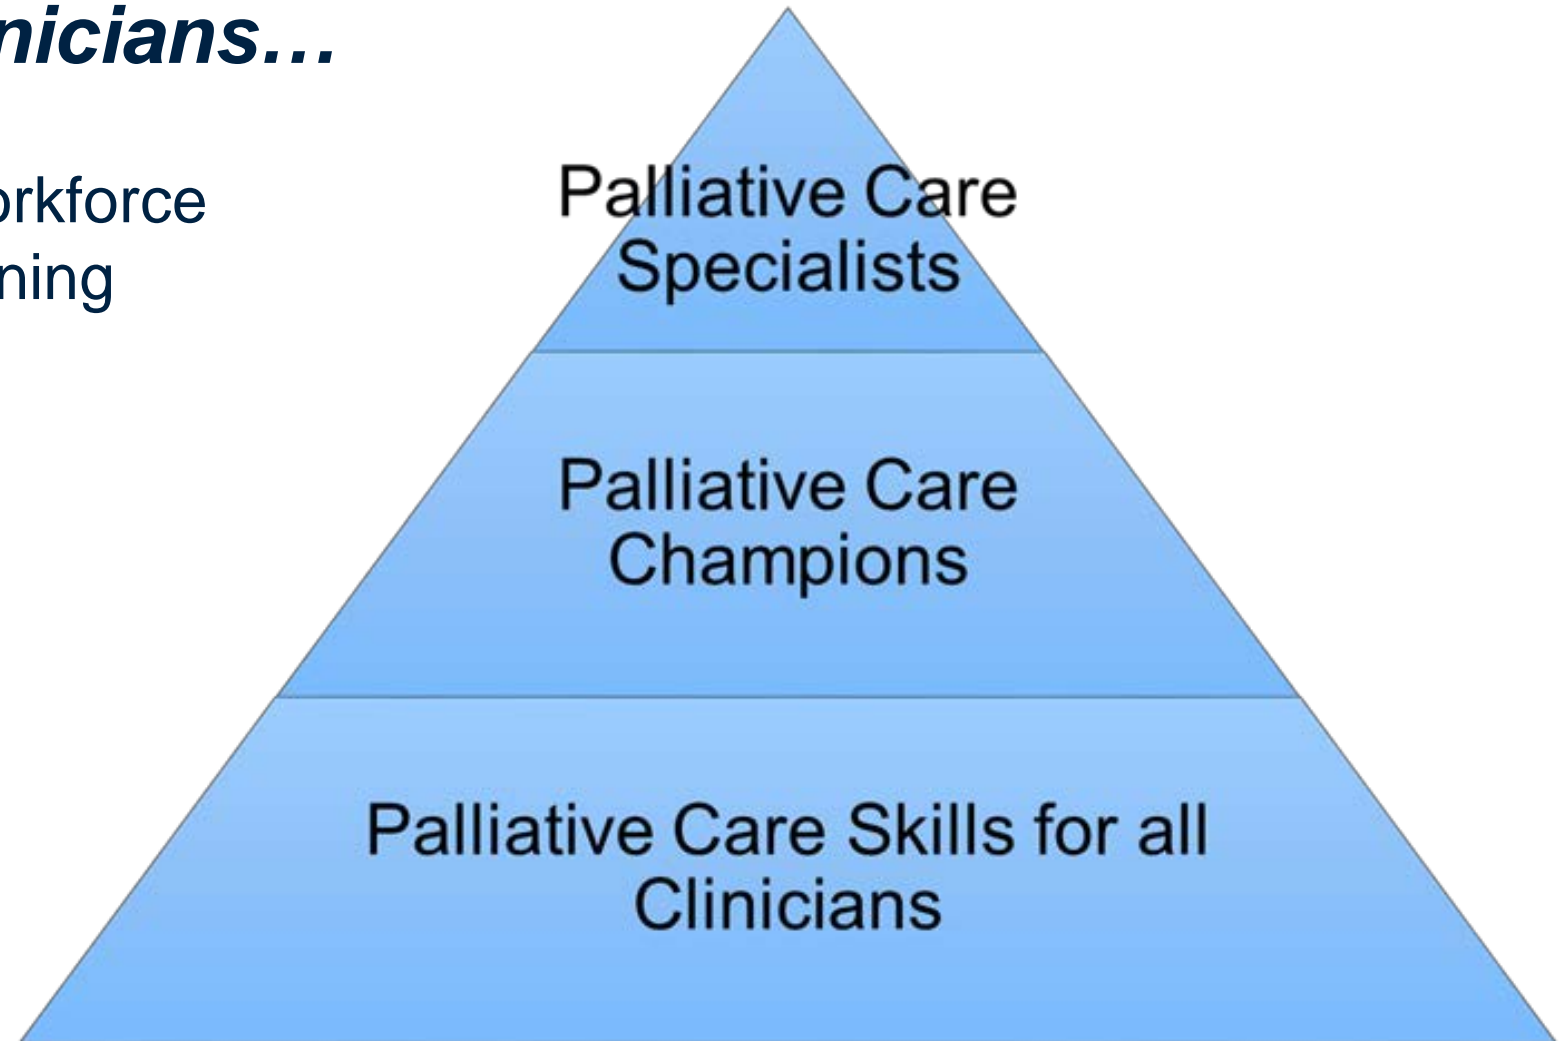 nicians...
orkforce
ning
Palliative Care
Specialists
Palliative Care
Champions
Palliative Care Skills for all
Clinicians